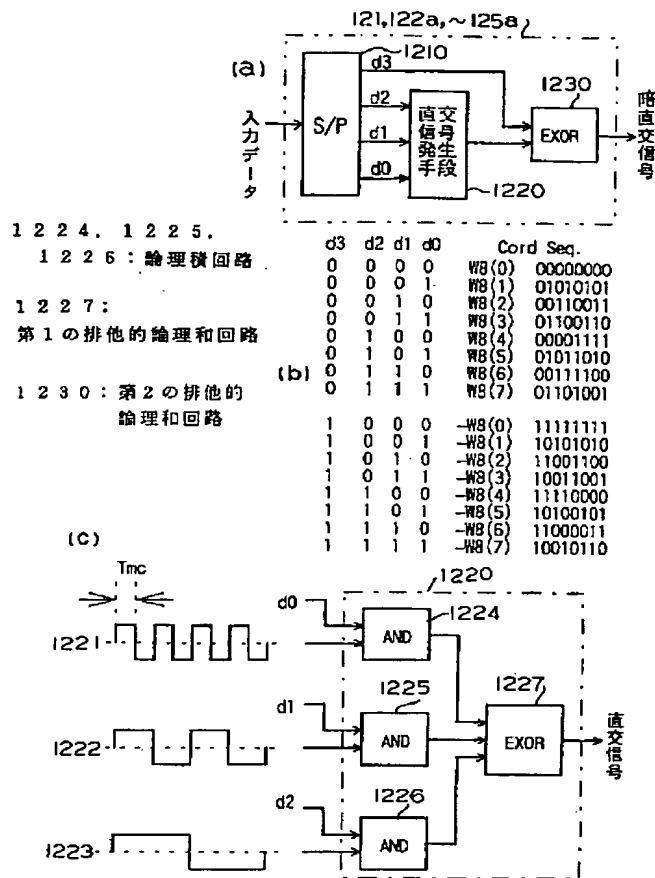 121,122a,～125a
(a)
1210
d3
1230
入力データ
S/P
d2
d1
d0
直交信号発生手段
EXOR
略直交信号
1220
１２２４．１２２５．
１２２６：論理積回路
１２２７：
第１の排他的論理和回路
１２３０：第２の排他的
論理和回路
(b)
d3 d2 d1 d0 Cord Seq.
0 0 0 0 W8(0) 00000000
0 0 0 1 W8(1) 01010101
0 0 1 0 W8(2) 00110011
0 0 1 1 W8(3) 01100110
0 1 0 0 W8(4) 00001111
0 1 0 1 W8(5) 01011010
0 1 1 0 W8(6) 00111100
0 1 1 1 W8(7) 01101001
1 0 0 0 -W8(0) 11111111
1 0 0 1 -W8(1) 10101010
1 0 1 0 -W8(2) 11001100
1 0 1 1 -W8(3) 10011001
1 1 0 0 -W8(4) 11110000
1 1 0 1 -W8(5) 10100101
1 1 1 0 -W8(6) 11000011
1 1 1 1 -W8(7) 10010110
(c)
Tmc
1220
d0
1224
1221
AND
d1
1225
1227
1222
AND
EXOR
直交信号
d2
1226
1223
AND